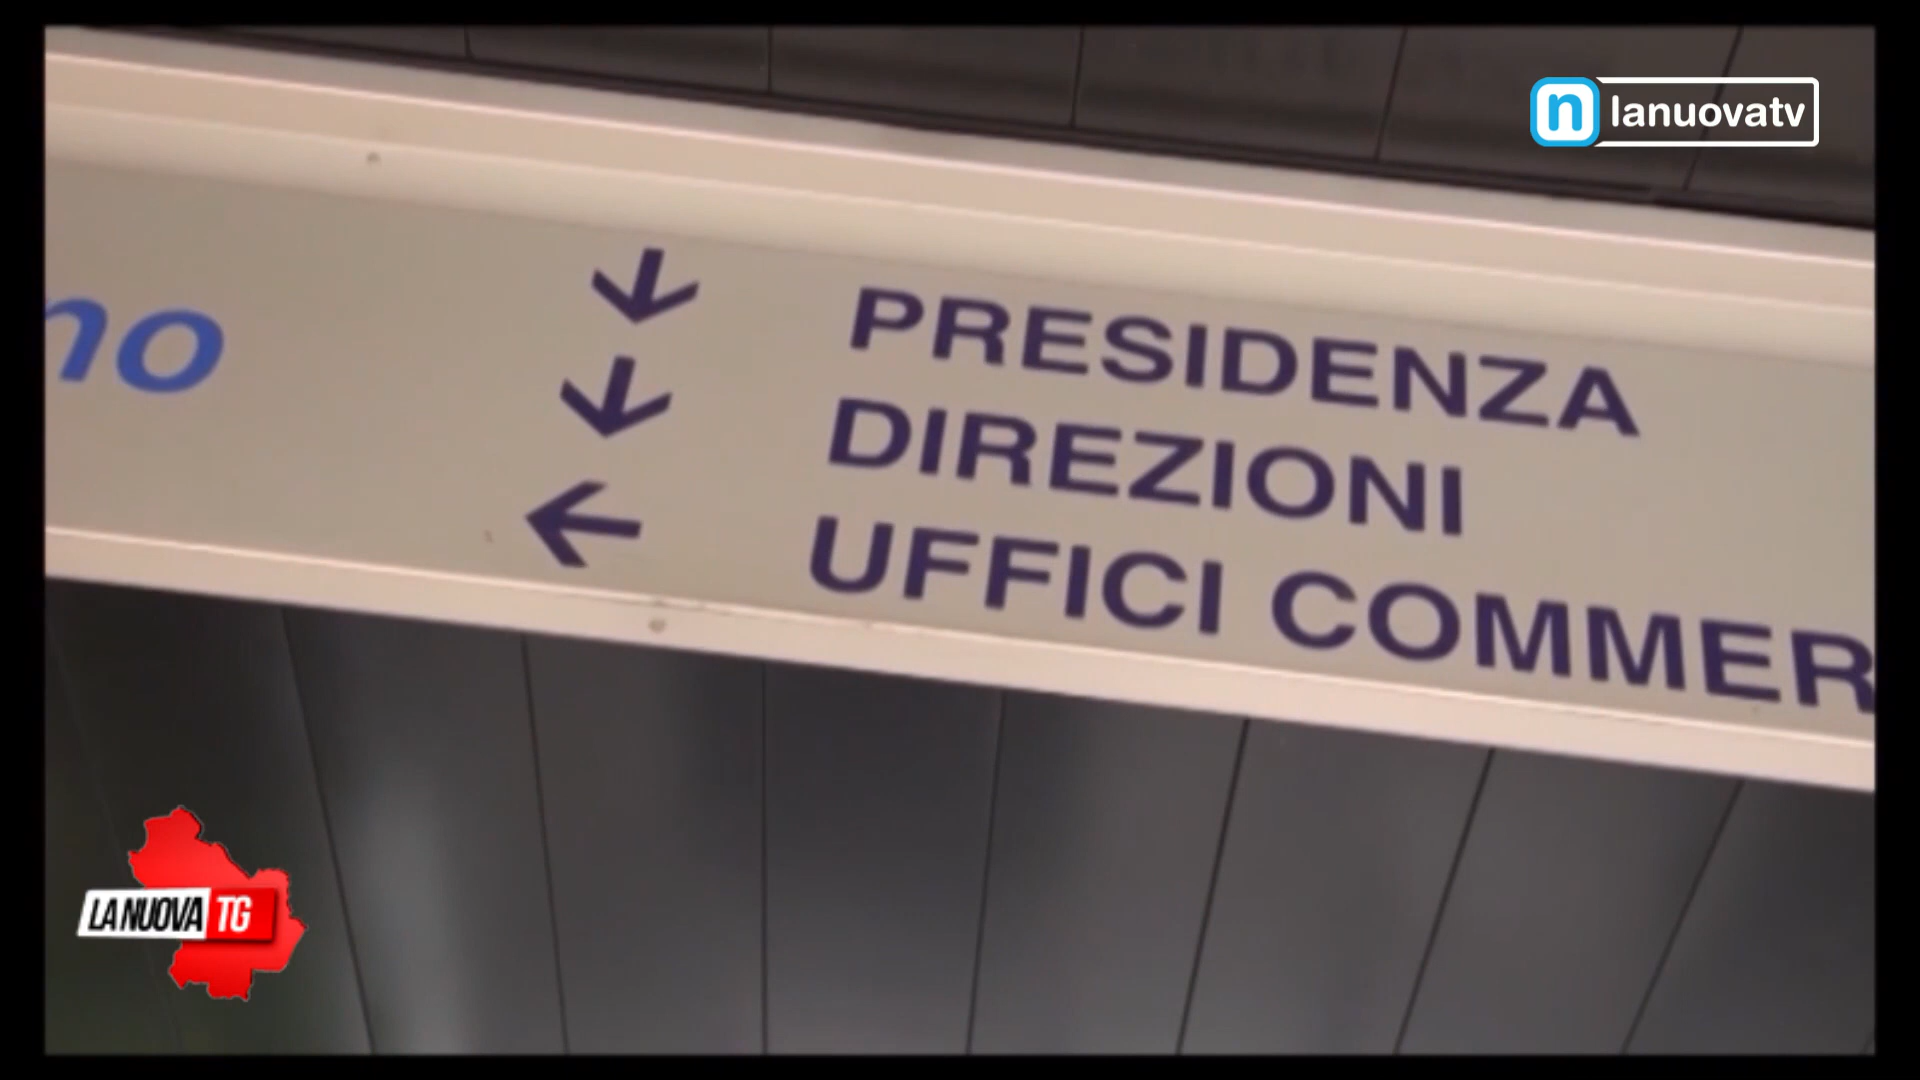 lanuovatv
no
PRESIDENZA
DIREZIONI
UFFICI COMMER
LA NUOVA TG